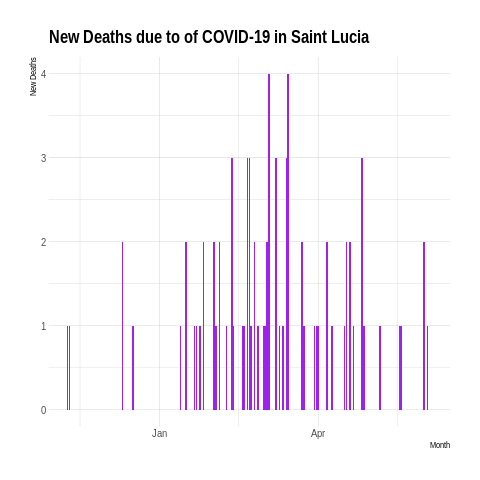 New Deaths due to of COVID-19 in Saint Lucia
New Deaths
4
3
2
1
0
Jan
Apr
Month